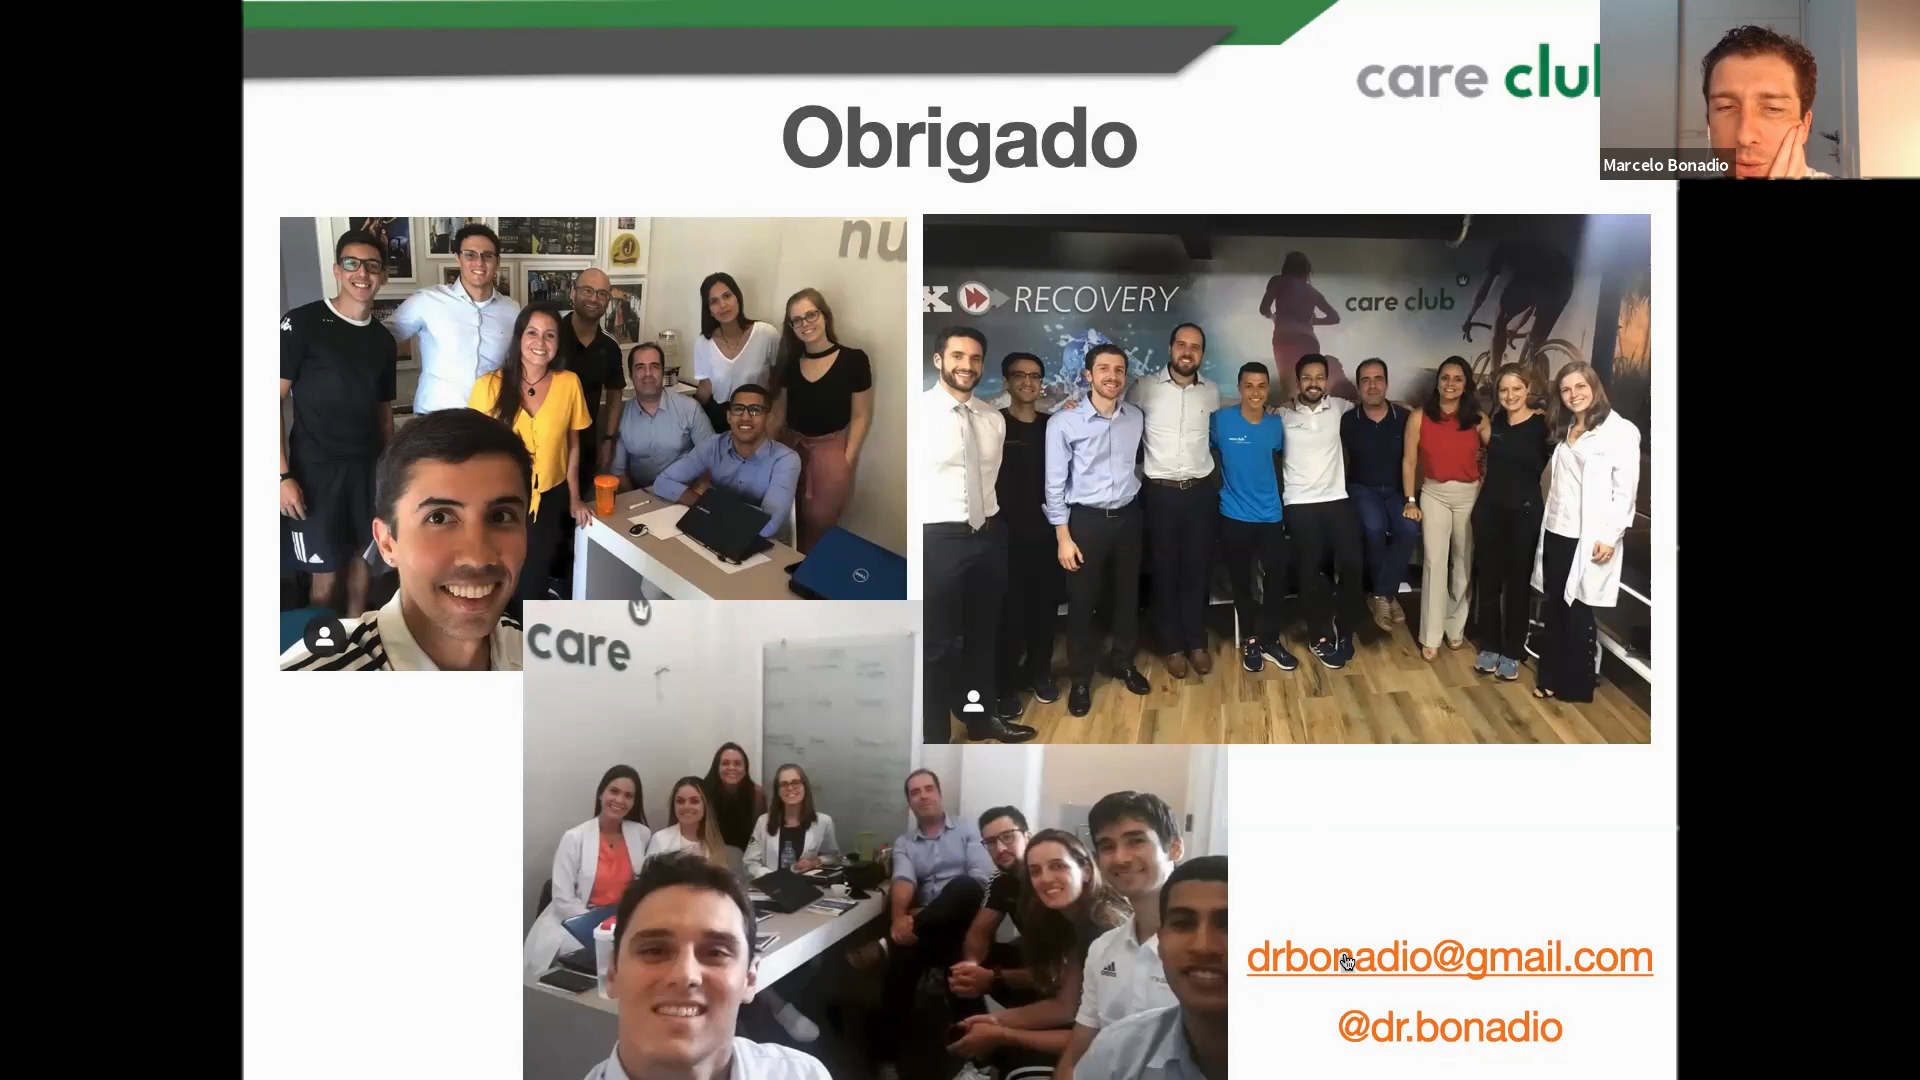 care clu
Obrigado
Marcelo Bonadio
nu
RECOVERY
care club
care
drbonadio@gmail.com
@dr.bonadio